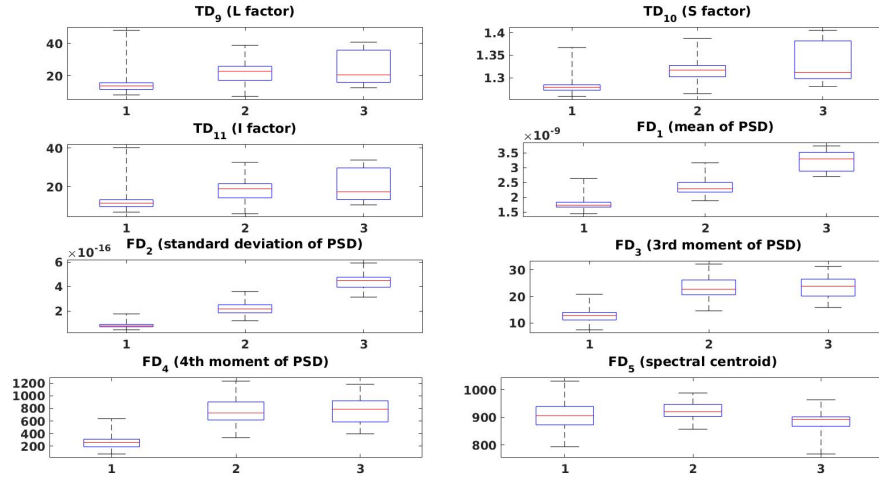 TD9 (L factor)
40
20
1 2 3
TD10 (S factor)
1.4
1.35
1.3
1 2 3
TD11 (I factor)
40
20
1 2 3
FD1 (mean of PSD)
×10-9
3.5
3
2.5
2
1.5
1 2 3
FD2 (standard deviation of PSD)
×10-16
6
4
2
1 2 3
FD3 (3rd moment of PSD)
30
20
10
1 2 3
FD4 (4th moment of PSD)
1200
1000
800
600
400
200
1 2 3
FD5 (spectral centroid)
1000
900
800
1 2 3